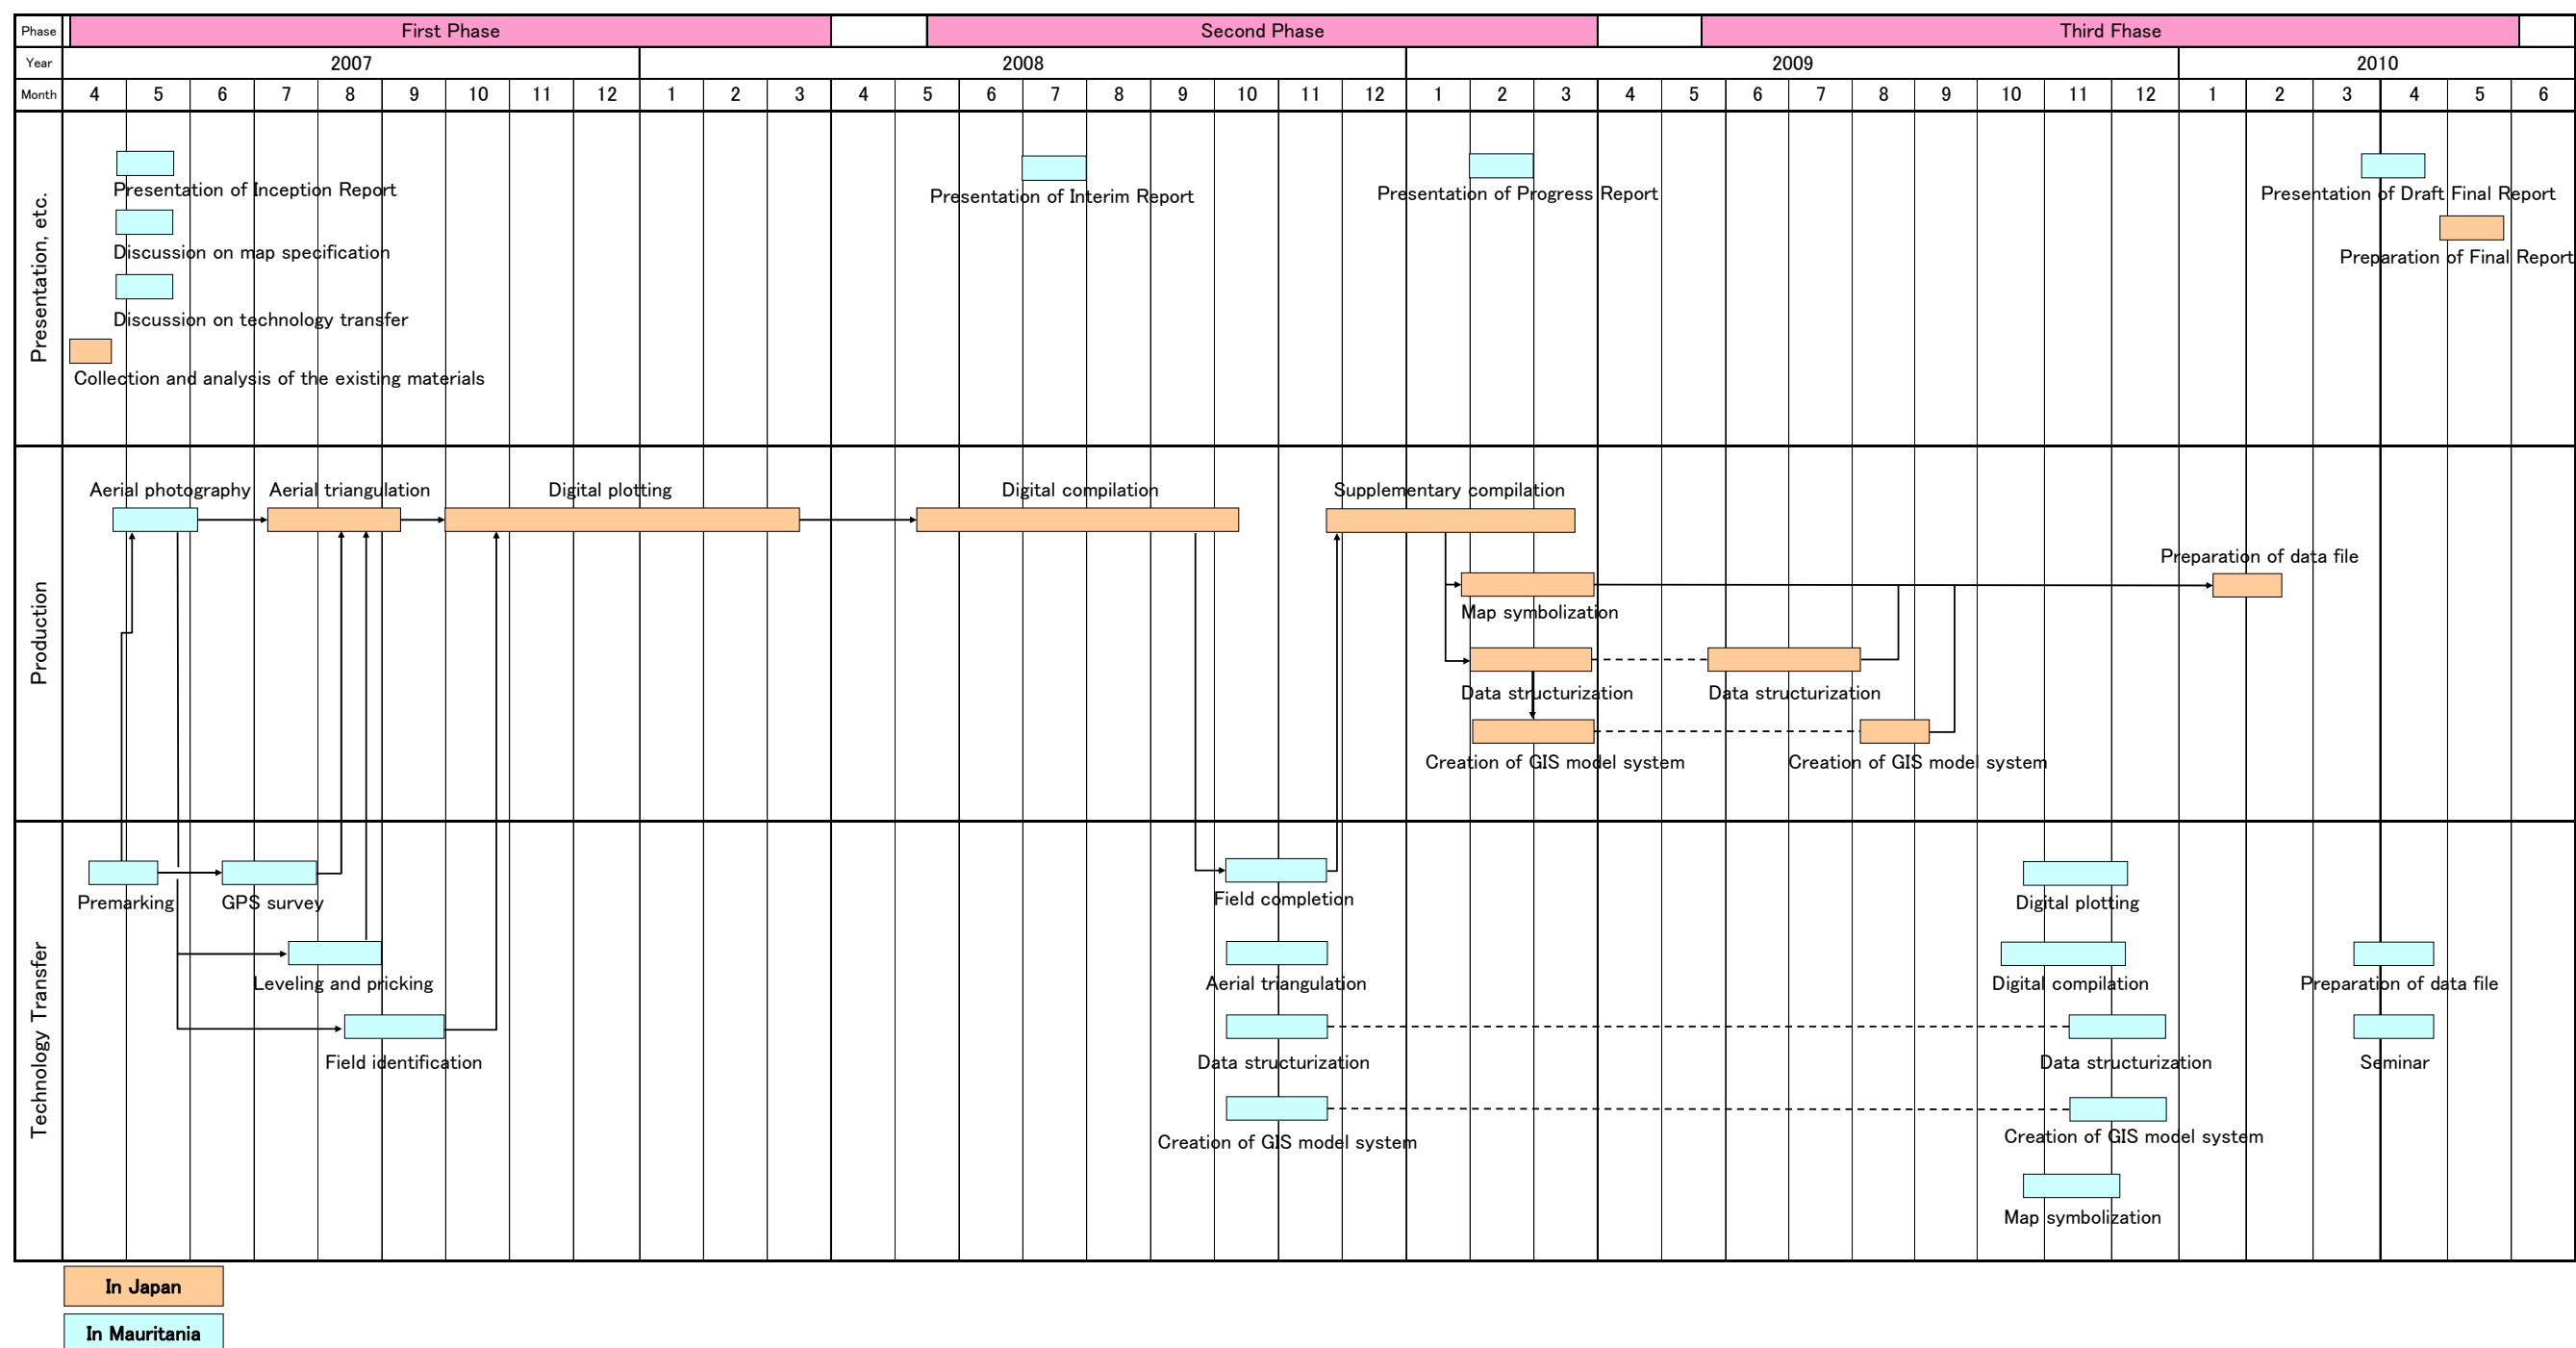 Phase First Phase Second Phase Third Fhase
Year 2007 2008 2009 2010
Month 4 5 6 7 8 9 10 11 12 1 2 3 4 5 6 7 8 9 10 11 12 1 2 3 4 5 6 7 8 9 10 11 12 1 2 3 4 5 6
Presentation, etc.
Presentation of Inception Report
Presentation of Interim Report
Presentation of Progress Report
Presentation of Draft Final Report
Discussion on map specification
Preparation of Final Report
Discussion on technology transfer
Collection and analysis of the existing materials
Production
Aerial photography
Aerial triangulation
Digital plotting
Digital compilation
Supplementary compilation
Preparation of data file
Map symbolization
Data structurization
Data structurization
Creation of GIS model system
Creation of GIS model system
Technology Transfer
Premarking
GPS survey
Field completion
Digital plotting
Leveling and pricking
Aerial triangulation
Digital compilation
Preparation of data file
Field identification
Data structurization
Data structurization
Seminar
Creation of GIS model system
Creation of GIS model system
Map symbolization
In Japan
In Mauritania